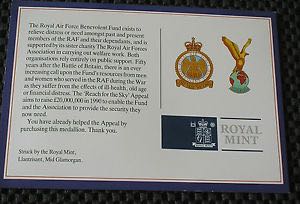 The Royal Air Force Benevolent Fund exists to
relieve distress or need amongst past and present
members of the RAF and their dependants, and is
supported by its sister charity The Royal Air Forces
Association in carrying out welfare work. Both
organisations rely entirely on public support. Fifty
years after the Battle of Britain, there is an ever
increasing call upon the Fund's resources from men
and women who served in the RAF during the War
as they suffer from the effects of ill-health, old age
or financial distress. The 'Reach for the Sky' Appeal
aims to raise £20,000,000 in 1990 to enable the Fund
and the Association to provide the security they
now need.
You have already helped the Appeal by
purchasing this medallion. Thank you.
Struck by the Royal Mint,
Llantrisant, Mid Glamorgan.
ROYAL
MINT